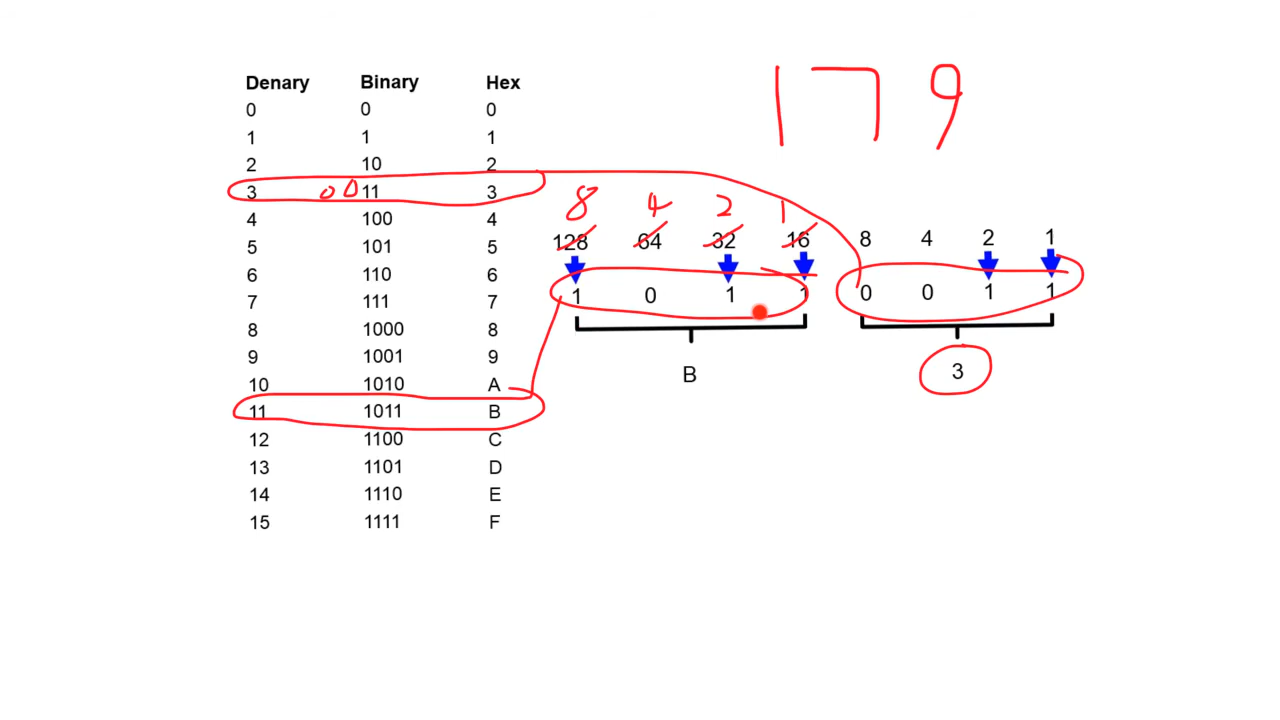 179
Denary Binary Hex
0 0 0
1 1 1
2 10 2
3 00 11 3
4 100 4
5 101 5
6 110 6
7 111 7
8 1000 8
9 1001 9
10 1010 A
11 1011 B
12 1100 C
13 1101 D
14 1110 E
15 1111 F
8 4 2 1
128 64 32 16 8 4 2 1
1 0 1 1 0 0 1 1
B 3